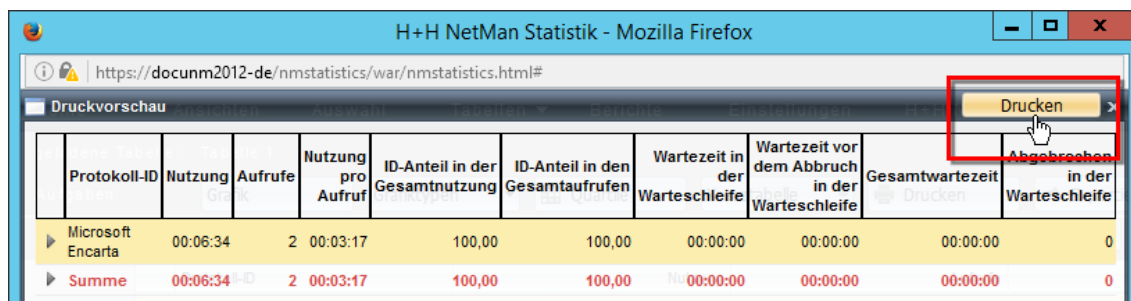 H+H NetMan Statistik - Mozilla Firefox
https://docunm2012-de/nmstatistics/war/nmstatistics.html#
Druckvorschau
Drucken
Protokoll-ID Nutzung Aufrufe Nutzung pro Aufruf ID-Anteil in der Gesamtnutzung ID-Anteil in den Gesamtaufrufen Wartezeit in der Warteschleife Wartezeit vor dem Abbruch in der Warteschleife Gesamtwartezeit Abgebrochen in der Warteschleife
Microsoft Encarta 00:06:34 2 00:03:17 100,00 100,00 00:00:00 00:00:00 00:00:00 0
Summe 00:06:34 2 00:03:17 100,00 100,00 00:00:00 00:00:00 00:00:00 0